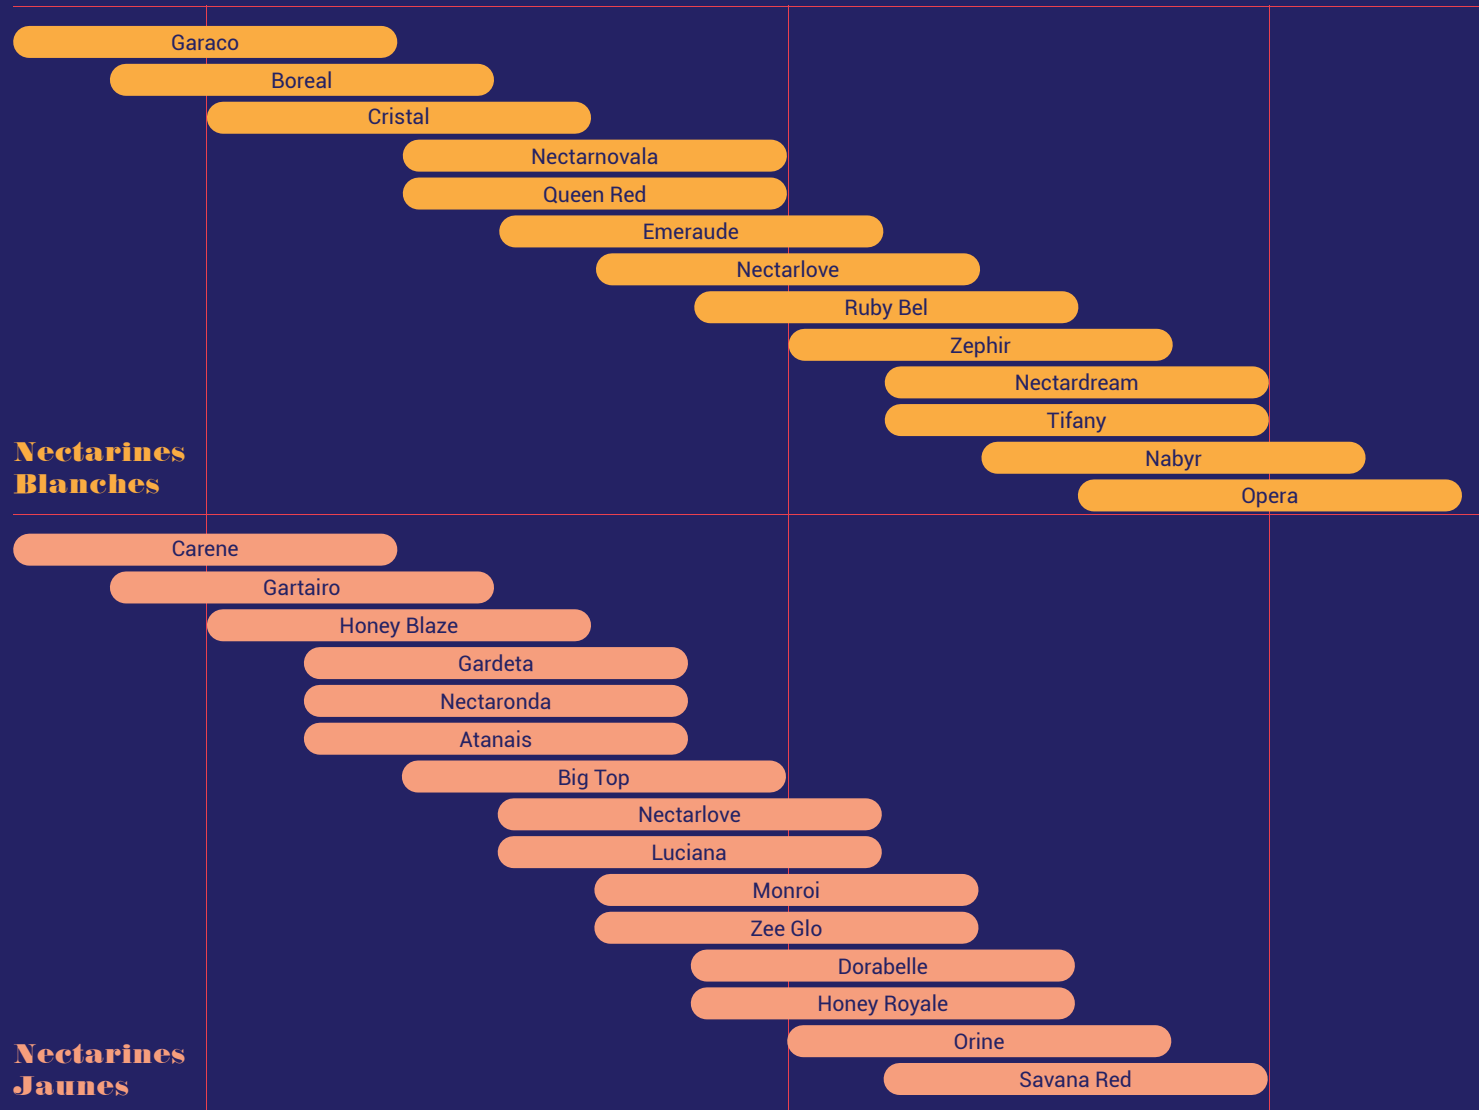 Garaco
Boreal
Cristal
Nectarnovala
Queen Red
Emeraude
Nectarlove
Ruby Bel
Zephir
Nectardream
Tifany
Nabyr
Opera
Nectarines
Blanches
Carene
Gartairo
Honey Blaze
Gardeta
Nectaronda
Atanais
Big Top
Nectarlove
Luciana
Monroi
Zee Glo
Dorabelle
Honey Royale
Orine
Savana Red
Nectarines
Jaunes